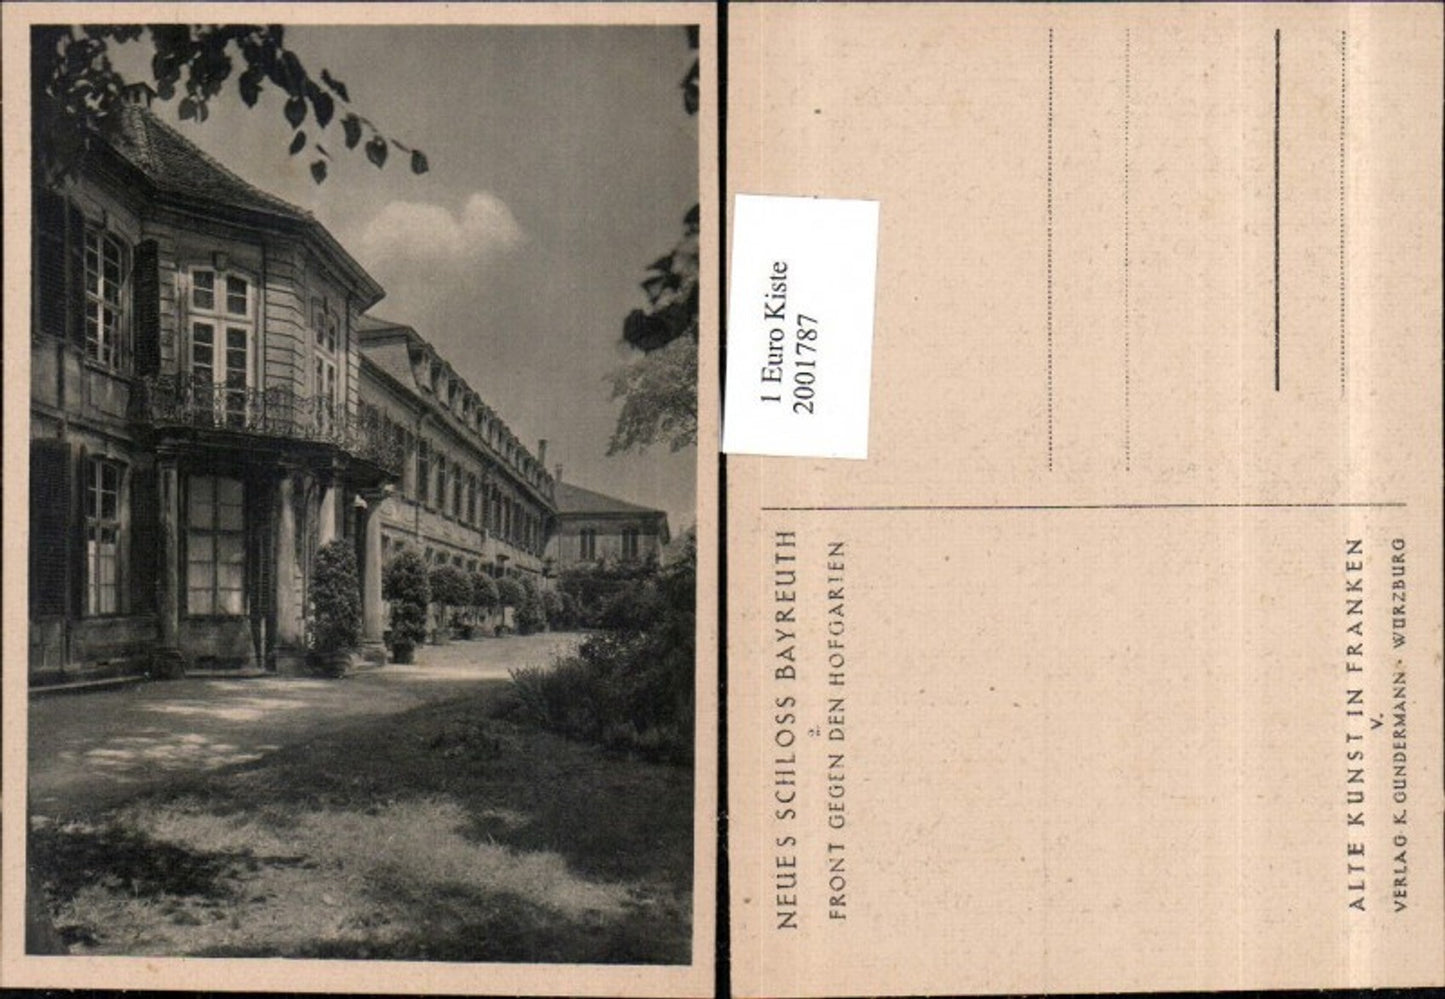 1 Euro Kiste
2001787
NEUES SCHLOSS BAYREUTH
2.
FRONT GEGEN DEN HOFGARTEN
ALTE KUNST IN FRANKEN
V.
VERLAG K. GUNDERMANN · WÜRZBURG